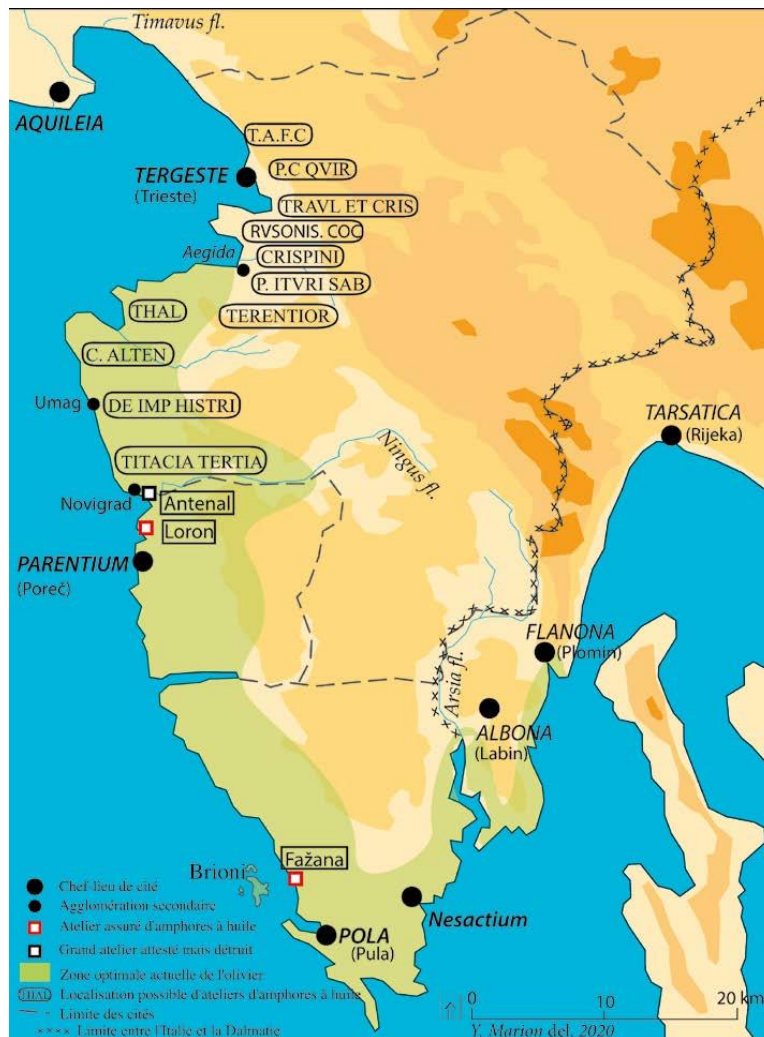 Timavus fl.
AQUILEIA
T.A.F.C
TERGESTE
(Trieste)
P.C QVIR
TRAVL ET CRIS
RVSONIS. COC
Aegida
CRISPINI
P. ITVRI SAB
THAL
TERENTIOR
C. ALTEN
Umag
DE IMP HISTRI
TARSATICA
(Rijeka)
TITACIA TERTIA
Ningus fl.
Novigrad
Antenal
Loron
PARENTIUM
(Poreč)
FLANONA
(Plomin)
Arsia fl.
ALBONA
(Labin)
Fažana
Brioni
Nesactium
POLA
(Pula)
Chef-lieu de cité
Agglomération secondaire
Atelier assuré d'amphores à huile
Grand atelier attesté mais détruit
Zone optimale actuelle de l'olivier
THAL Localisation possible d'ateliers d'amphores à huile
Limite des cités
Limite entre l'Italie et la Dalmatie
0 10 20 km
Y. Marion del. 2020